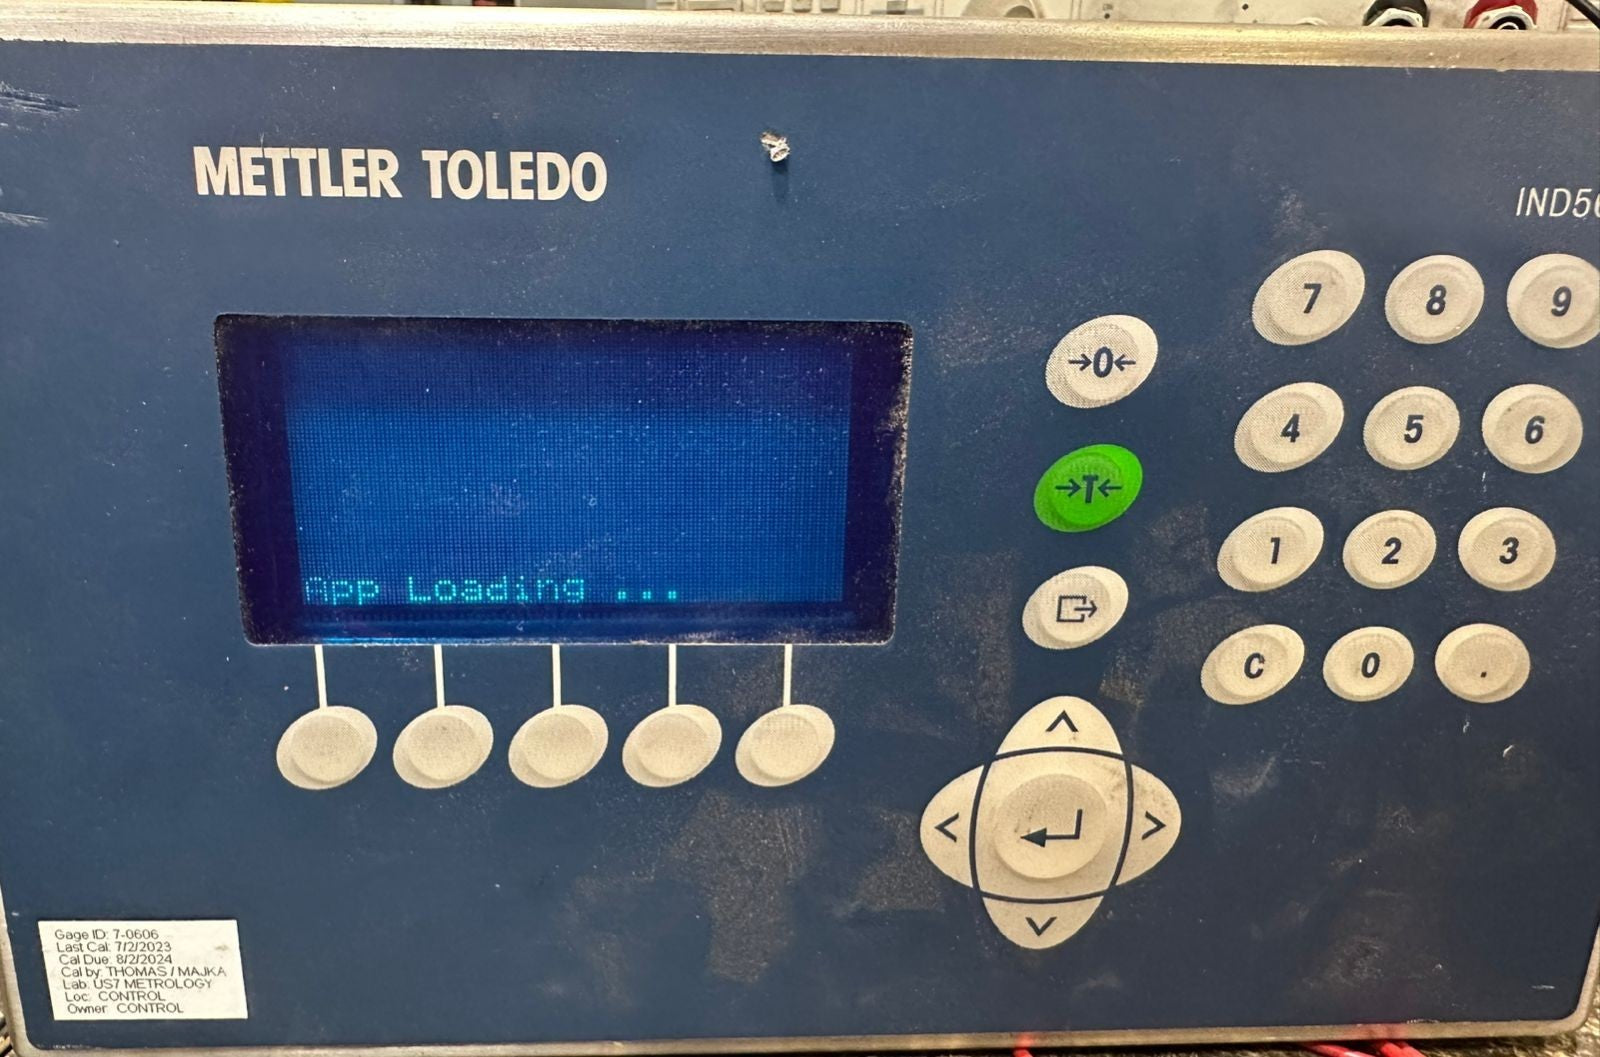 METTLER TOLEDO
IND56
App Loading ...
→0←
→T←
7 8 9
4 5 6
1 2 3
C 0 .
Gage ID: 7-0606
Last Cal: 7/2/2023
Cal Due: 8/2/2024
Cal by: THOMAS / MAJKA
Lab: US7 METROLOGY
Loc: CONTROL
Owner: CONTROL